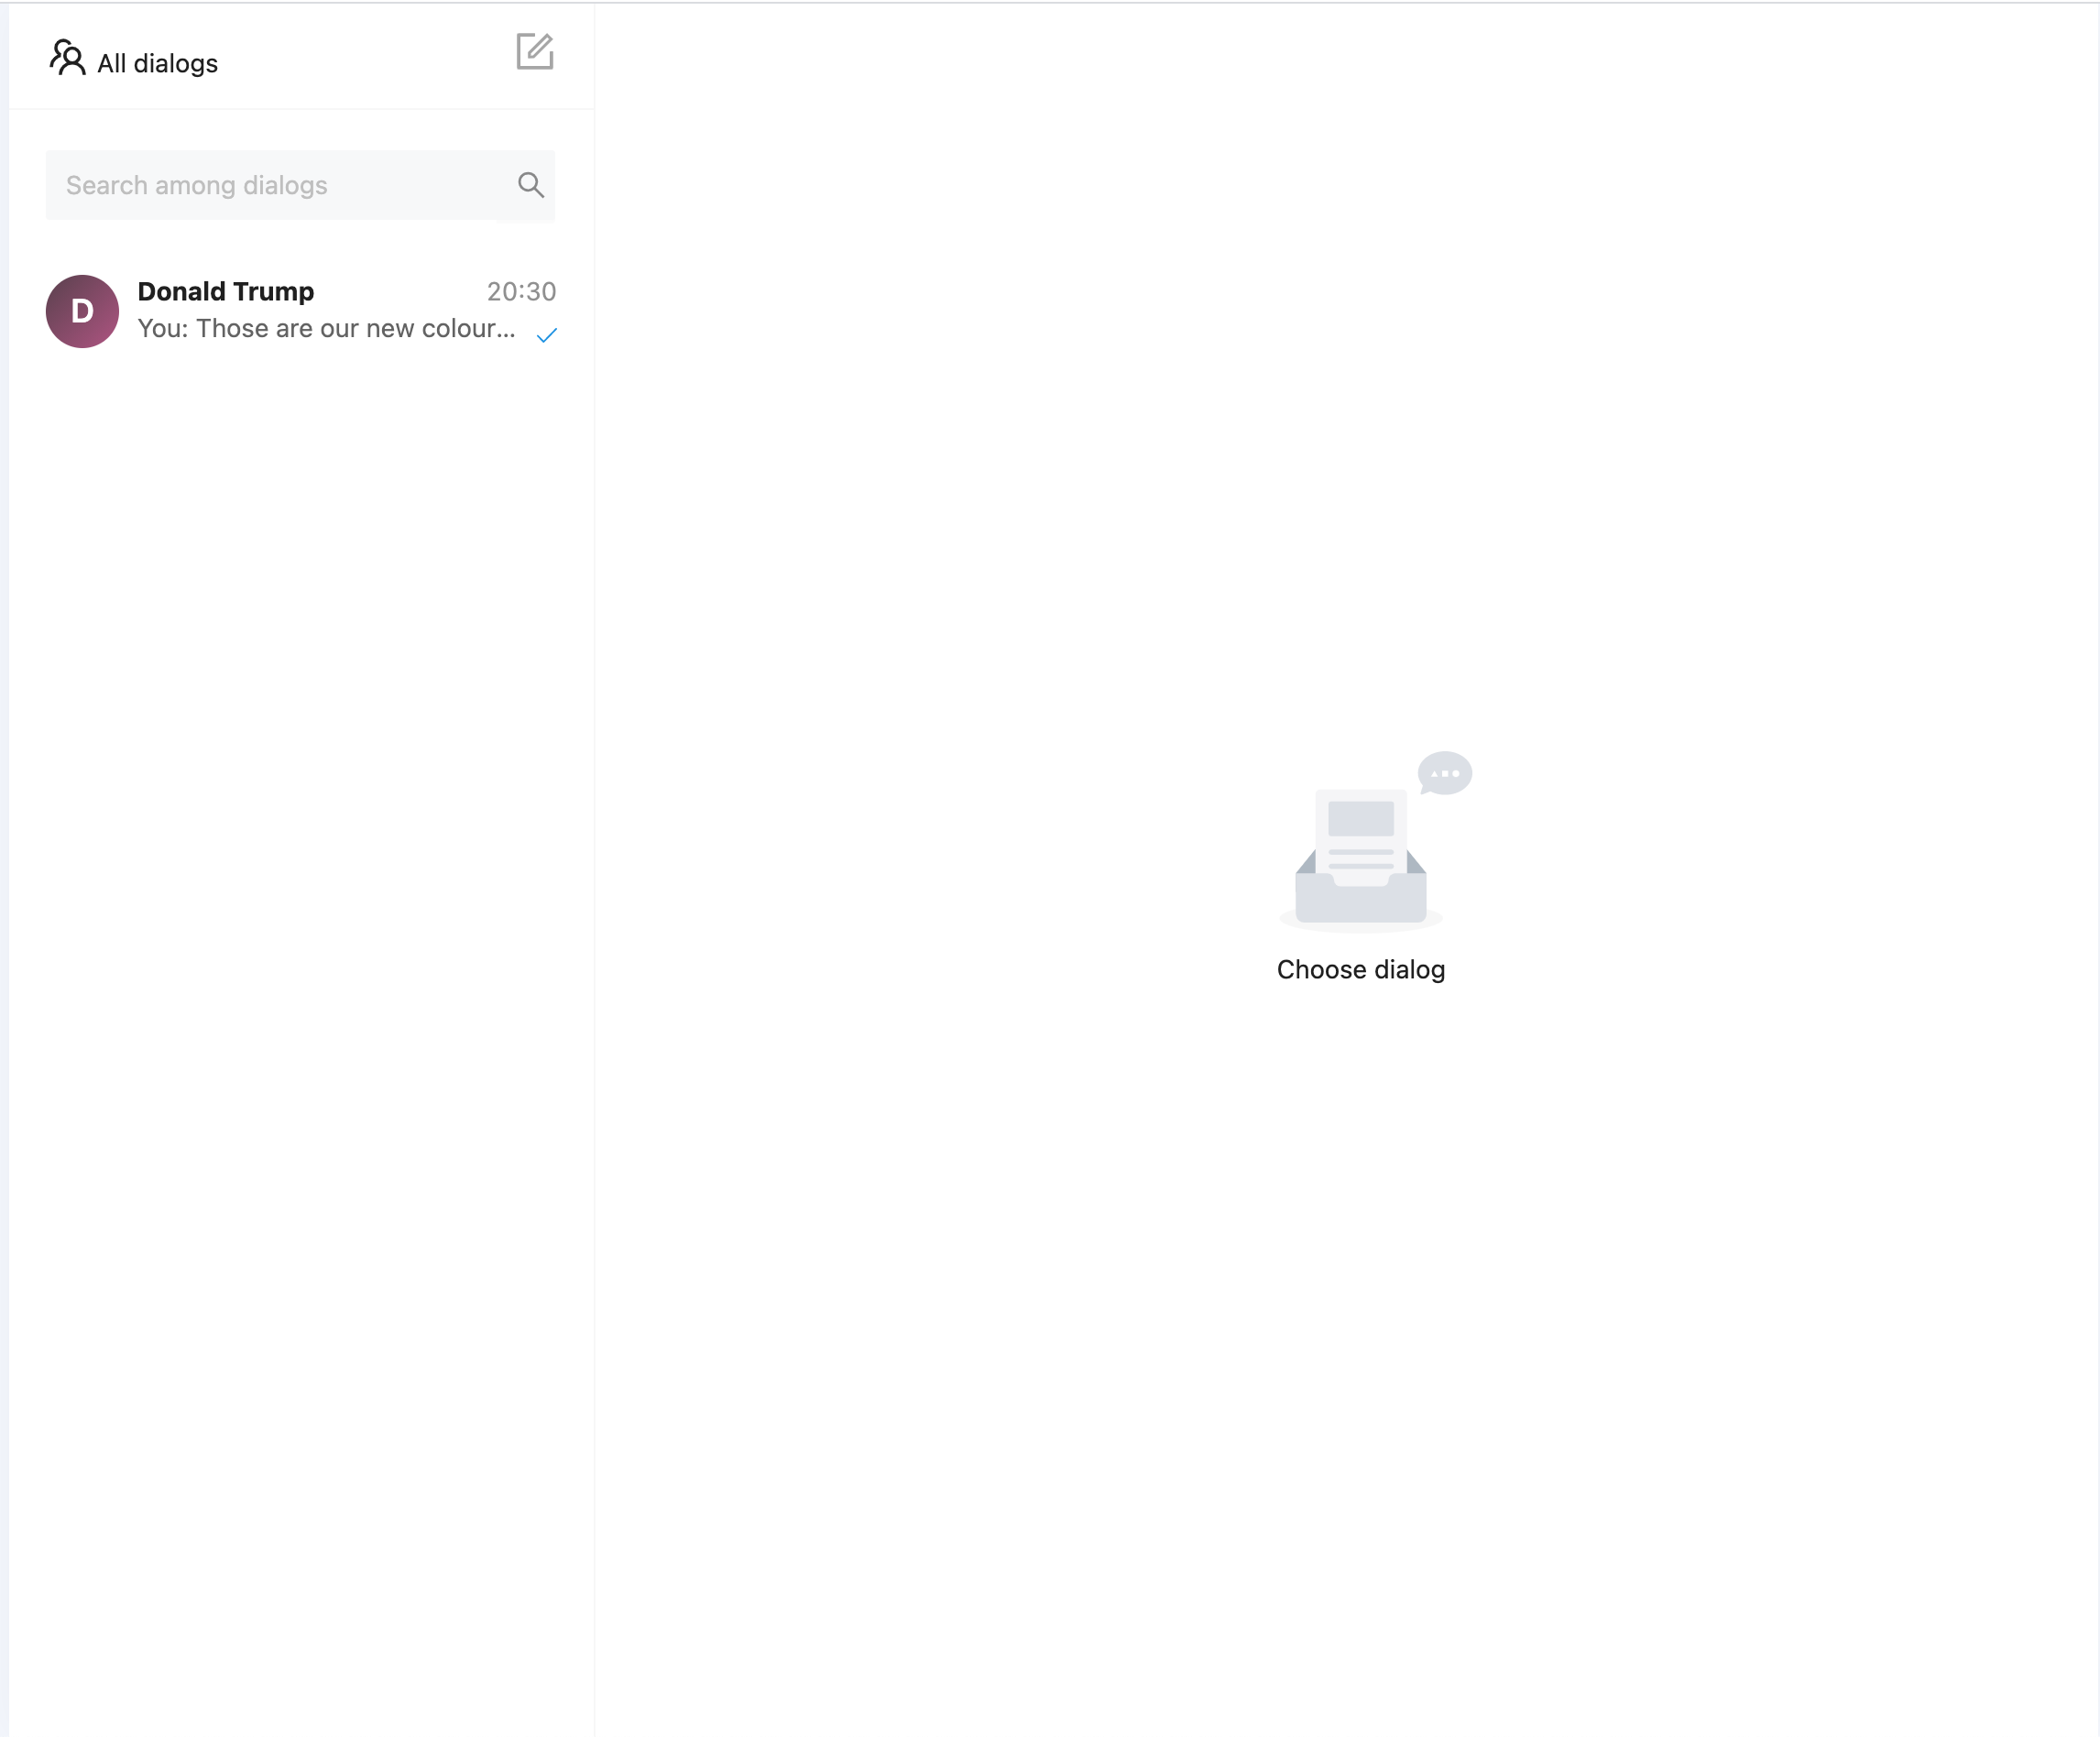 All dialogs
Search among dialogs
D
Donald Trump 20:30
You: Those are our new colour...
Choose dialog